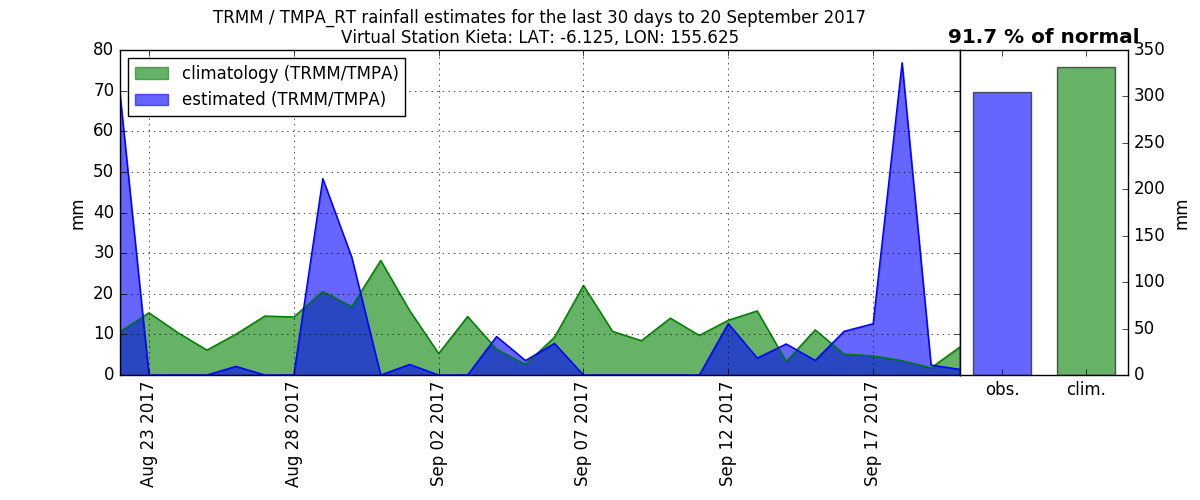 TRMM / TMPA_RT rainfall estimates for the last 30 days to 20 September 2017
Virtual Station Kieta: LAT: -6.125, LON: 155.625
91.7 % of normal
climatology (TRMM/TMPA)
estimated (TRMM/TMPA)
80
70
60
50
40
30
20
10
0
mm
Aug 23 2017
Aug 28 2017
Sep 02 2017
Sep 07 2017
Sep 12 2017
Sep 17 2017
350
300
250
200
150
100
50
0
mm
obs.
clim.